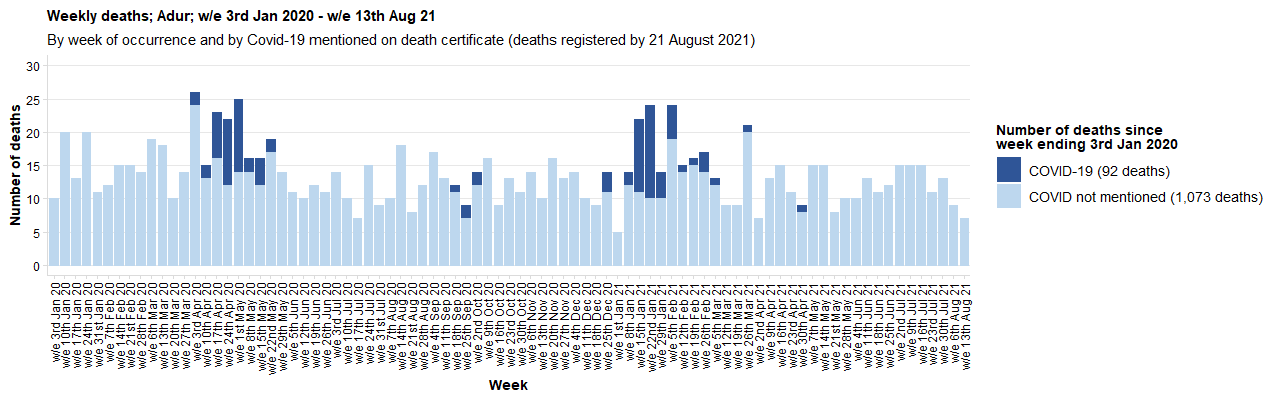 Weekly deaths; Adur; w/e 3rd Jan 2020 - w/e 13th Aug 21
By week of occurrence and by Covid-19 mentioned on death certificate (deaths registered by 21 August 2021)
30
25
20
15
10
5
0
Number of deaths
w/e 3rd Jan 20
w/e 10th Jan 20
w/e 17th Jan 20
w/e 24th Jan 20
w/e 31st Jan 20
w/e 7th Feb 20
w/e 14th Feb 20
w/e 21st Feb 20
w/e 28th Feb 20
w/e 6th Mar 20
w/e 13th Mar 20
w/e 20th Mar 20
w/e 27th Mar 20
w/e 3rd Apr 20
w/e 10th Apr 20
w/e 17th Apr 20
w/e 24th Apr 20
w/e 1st May 20
w/e 8th May 20
w/e 15th May 20
w/e 22nd May 20
w/e 29th May 20
w/e 5th Jun 20
w/e 12th Jun 20
w/e 19th Jun 20
w/e 26th Jun 20
w/e 3rd Jul 20
w/e 10th Jul 20
w/e 17th Jul 20
w/e 24th Jul 20
w/e 31st Jul 20
w/e 7th Aug 20
w/e 14th Aug 20
w/e 21st Aug 20
w/e 28th Aug 20
w/e 4th Sep 20
w/e 11th Sep 20
w/e 18th Sep 20
w/e 25th Sep 20
w/e 2nd Oct 20
w/e 9th Oct 20
w/e 16th Oct 20
w/e 23rd Oct 20
w/e 30th Oct 20
w/e 6th Nov 20
w/e 13th Nov 20
w/e 20th Nov 20
w/e 27th Nov 20
w/e 4th Dec 20
w/e 11th Dec 20
w/e 18th Dec 20
w/e 25th Dec 20
w/e 1st Jan 21
w/e 8th Jan 21
w/e 15th Jan 21
w/e 22nd Jan 21
w/e 29th Jan 21
w/e 5th Feb 21
w/e 12th Feb 21
w/e 19th Feb 21
w/e 26th Feb 21
w/e 5th Mar 21
w/e 12th Mar 21
w/e 19th Mar 21
w/e 26th Mar 21
w/e 2nd Apr 21
w/e 9th Apr 21
w/e 16th Apr 21
w/e 23rd Apr 21
w/e 30th Apr 21
w/e 7th May 21
w/e 14th May 21
w/e 21st May 21
w/e 28th May 21
w/e 4th Jun 21
w/e 11th Jun 21
w/e 18th Jun 21
w/e 25th Jun 21
w/e 2nd Jul 21
w/e 9th Jul 21
w/e 16th Jul 21
w/e 23rd Jul 21
w/e 30th Jul 21
w/e 6th Aug 21
w/e 13th Aug 21
Week
Number of deaths since
week ending 3rd Jan 2020
COVID-19 (92 deaths)
COVID not mentioned (1,073 deaths)